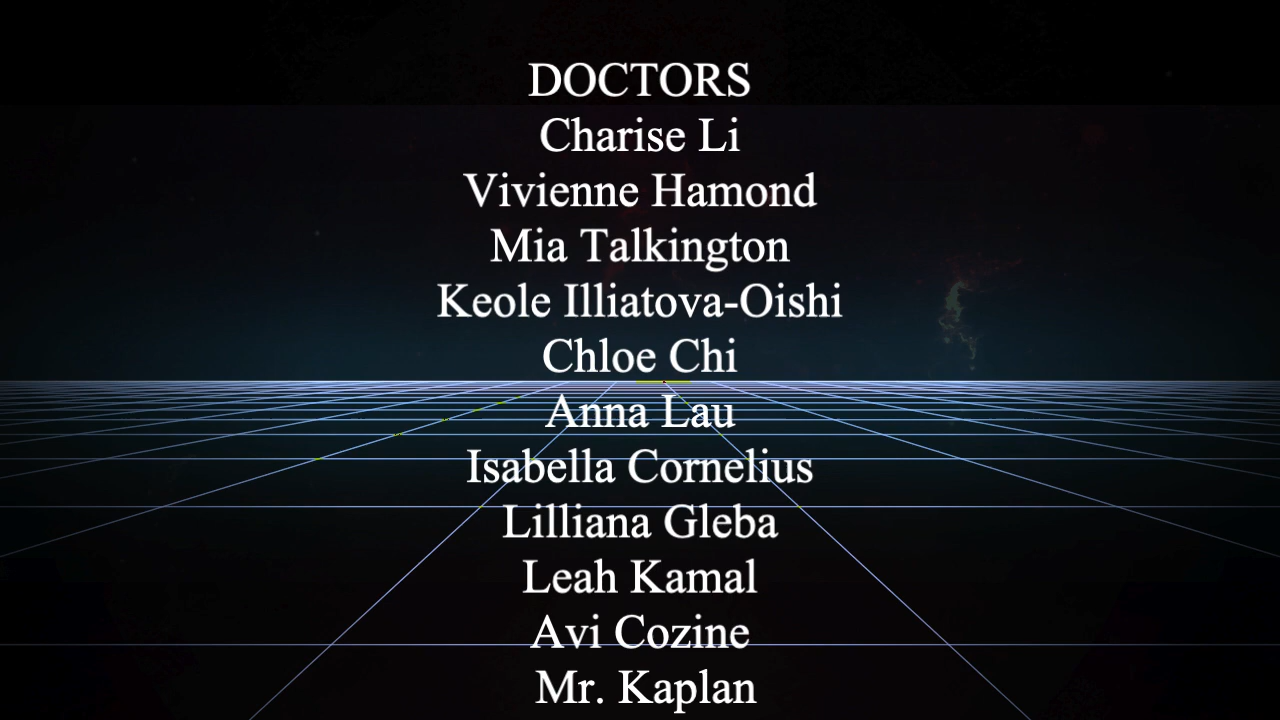 DOCTORS
Charise Li
Vivienne Hamond
Mia Talkington
Keole Illiatova-Oishi
Chloe Chi
Anna Lau
Isabella Cornelius
Lilliana Gleba
Leah Kamal
Avi Cozine
Mr. Kaplan